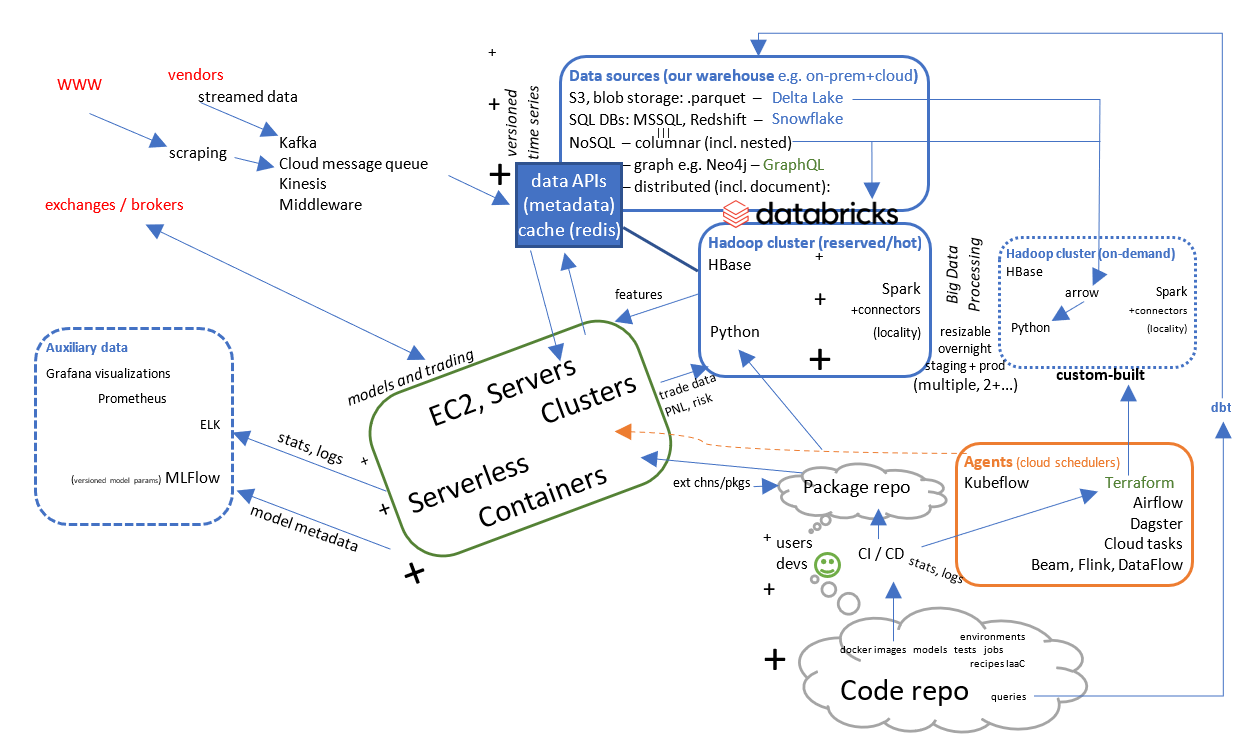 WWW
vendors
streamed data
scraping
Kafka
Cloud message queue
Kinesis
Middleware
exchanges / brokers
+
+
+
versioned
time series
Data sources (our warehouse e.g. on-prem+cloud)
S3, blob storage: .parquet – Delta Lake
SQL DBs: MSSQL, Redshift – Snowflake
NoSQL – columnar (incl. nested)
– graph e.g. Neo4j – GraphQL
– distributed (incl. document):
data APIs
(metadata)
cache (redis)
databricks
Hadoop cluster (reserved/hot)
HBase
+
+
Spark
+connectors
(locality)
Python
+
Big Data
Processing
resizable
overnight
staging + prod
(multiple, 2+...)
Hadoop cluster (on-demand)
HBase
arrow
Spark
+connectors
(locality)
Python
custom-built
dbt
features
trade data
PNL, risk
models and trading
EC2, Servers
Clusters
Serverless
Containers
stats, logs
model metadata
+
+
+
Auxiliary data
Grafana visualizations
Prometheus
ELK
(versioned model params) MLFlow
ext chns/pkgs
Package repo
Agents (cloud schedulers)
Kubeflow
Terraform
Airflow
Dagster
Cloud tasks
Beam, Flink, DataFlow
+ users
devs
+
+
CI / CD
stats, logs
environments
docker images models tests jobs
recipes IaaC
Code repo
queries